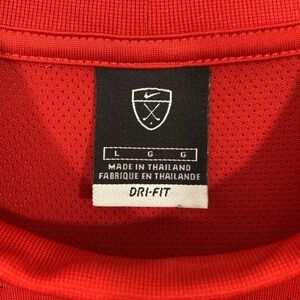 L G G
MADE IN THAILAND
FABRIQUE EN THAILANDE
DRI-FIT